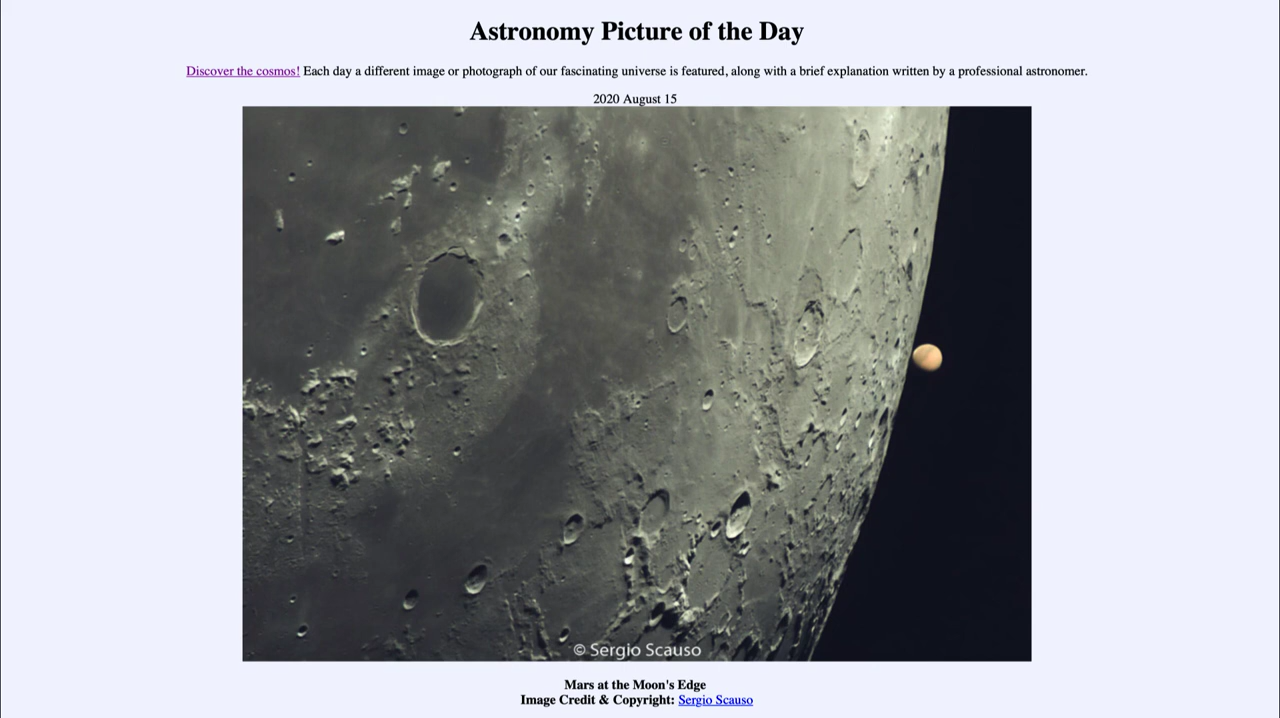 Astronomy Picture of the Day
Discover the cosmos! Each day a different image or photograph of our fascinating universe is featured, along with a brief explanation written by a professional astronomer.
2020 August 15
© Sergio Scauso
Mars at the Moon's Edge
Image Credit & Copyright: Sergio Scauso